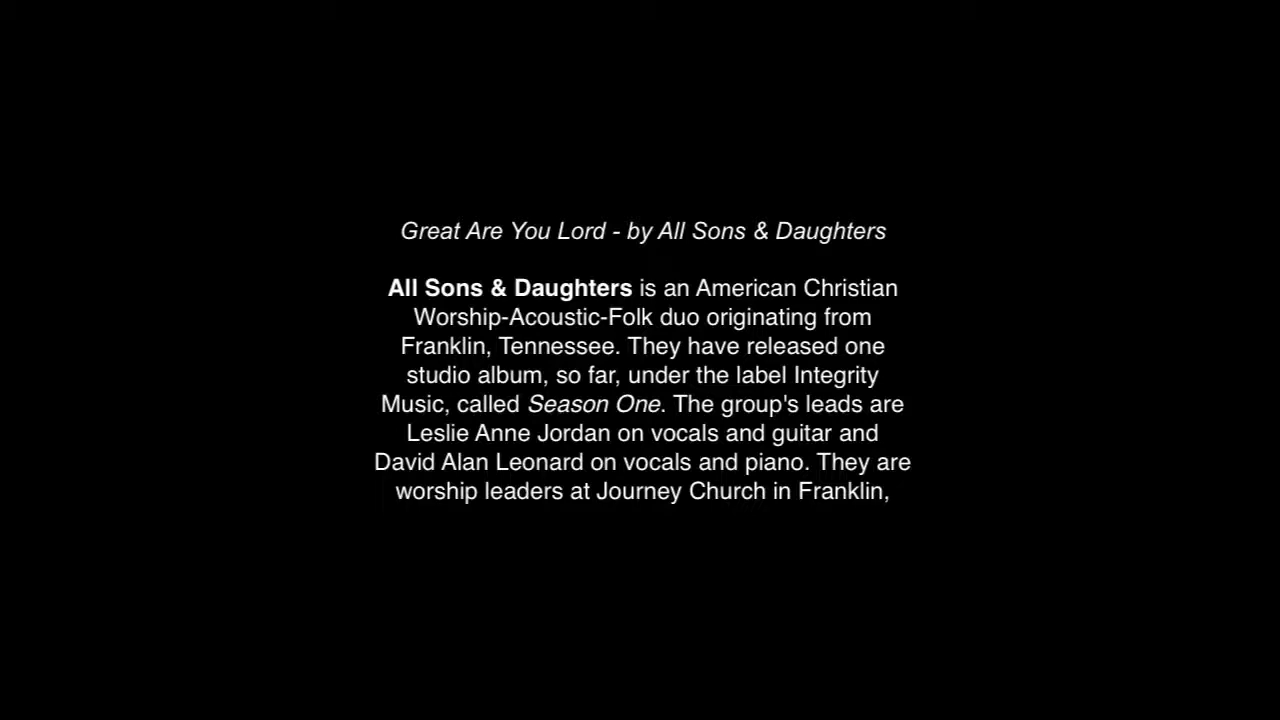 Great Are You Lord - by All Sons & Daughters
All Sons & Daughters is an American Christian
Worship-Acoustic-Folk duo originating from
Franklin, Tennessee. They have released one
studio album, so far, under the label Integrity
Music, called Season One. The group's leads are
Leslie Anne Jordan on vocals and guitar and
David Alan Leonard on vocals and piano. They are
worship leaders at Journey Church in Franklin,